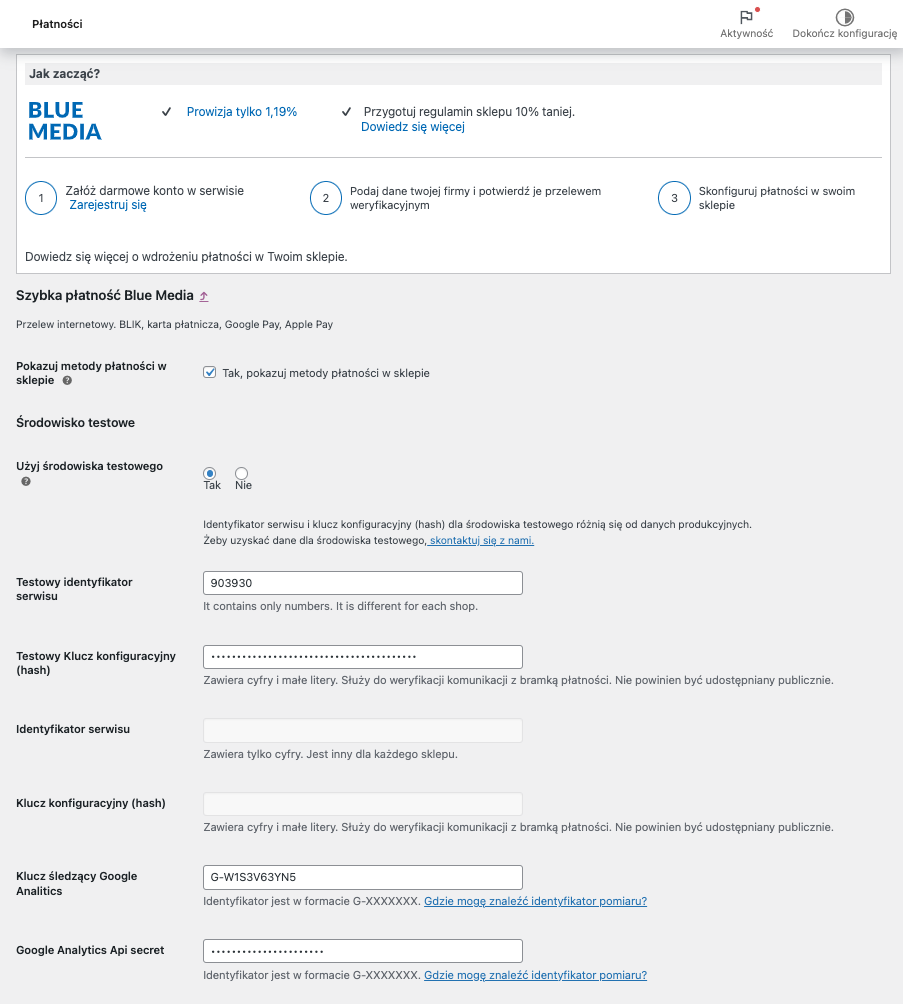 Płatności
Aktywność
Dokończ konfigurację
Jak zacząć?
BLUE
MEDIA
Prowizja tylko 1,19%
Przygotuj regulamin sklepu 10% taniej.
Dowiedz się więcej
1
Załóż darmowe konto w serwisie
Zarejestruj się
2
Podaj dane twojej firmy i potwierdź je przelewem
weryfikacyjnym
3
Skonfiguruj płatności w swoim
sklepie
Dowiedz się więcej o wdrożeniu płatności w Twoim sklepie.
Szybka płatność Blue Media
Przelew internetowy. BLIK, karta płatnicza, Google Pay, Apple Pay
Pokazuj metody płatności w
sklepie
Tak, pokazuj metody płatności w sklepie
Środowisko testowe
Użyj środowiska testowego
Tak Nie
Identyfikator serwisu i klucz konfiguracyjny (hash) dla środowiska testowego różnią się od danych produkcyjnych.
Żeby uzyskać dane dla środowiska testowego, skontaktuj się z nami.
Testowy identyfikator
serwisu
903930
It contains only numbers. It is different for each shop.
Testowy Klucz konfiguracyjny
(hash)
Zawiera cyfry i małe litery. Służy do weryfikacji komunikacji z bramką płatności. Nie powinien być udostępniany publicznie.
Identyfikator serwisu
Zawiera tylko cyfry. Jest inny dla każdego sklepu.
Klucz konfiguracyjny (hash)
Zawiera cyfry i małe litery. Służy do weryfikacji komunikacji z bramką płatności. Nie powinien być udostępniany publicznie.
Klucz śledzący Google
Analitics
G-W1S3V63YN5
Identyfikator jest w formacie G-XXXXXXX. Gdzie mogę znaleźć identyfikator pomiaru?
Google Analytics Api secret
Identyfikator jest w formacie G-XXXXXXX. Gdzie mogę znaleźć identyfikator pomiaru?